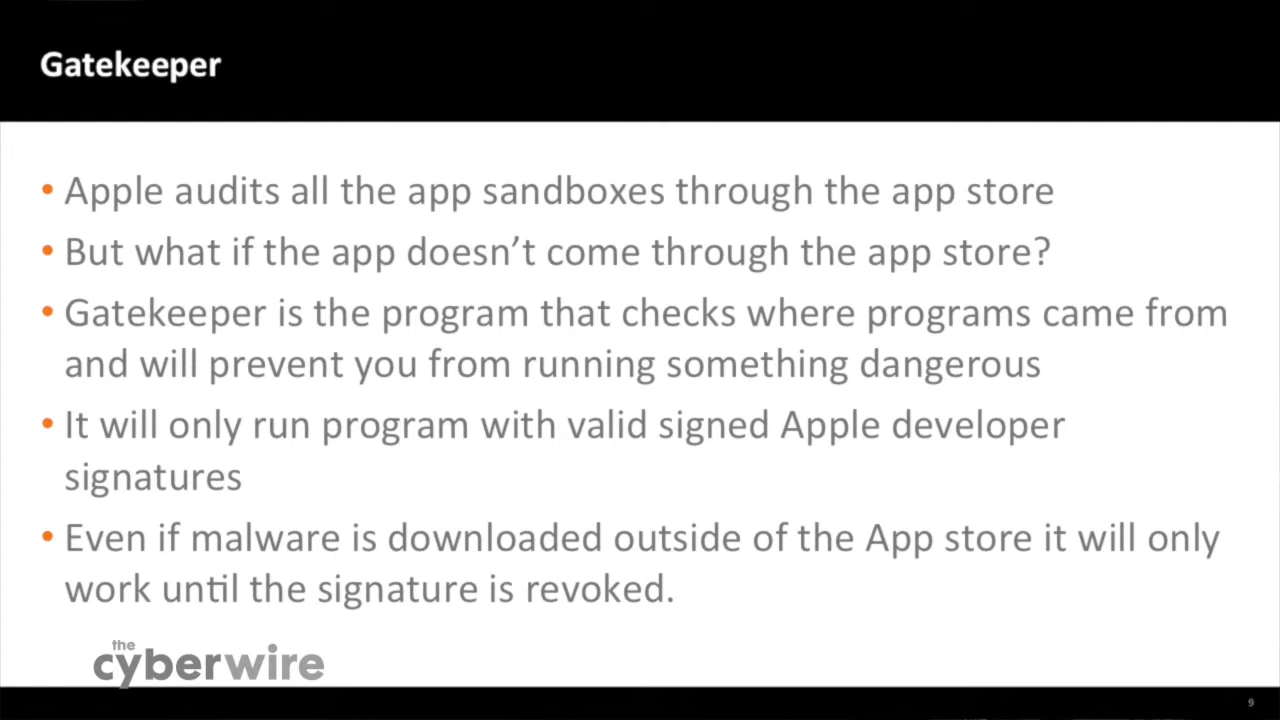 Gatekeeper
• Apple audits all the app sandboxes through the app store
• But what if the app doesn’t come through the app store?
• Gatekeeper is the program that checks where programs came from
and will prevent you from running something dangerous
• It will only run program with valid signed Apple developer
signatures
• Even if malware is downloaded outside of the App store it will only
work until the signature is revoked.
the
cyberwire
9